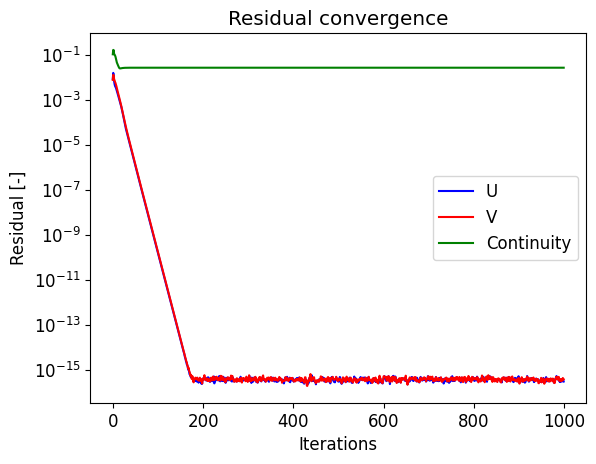 Residual convergence
10⁻¹
10⁻³
10⁻⁵
10⁻⁷
10⁻⁹
10⁻¹¹
10⁻¹³
10⁻¹⁵
Residual [-]
U
V
Continuity
0 200 400 600 800 1000
Iterations